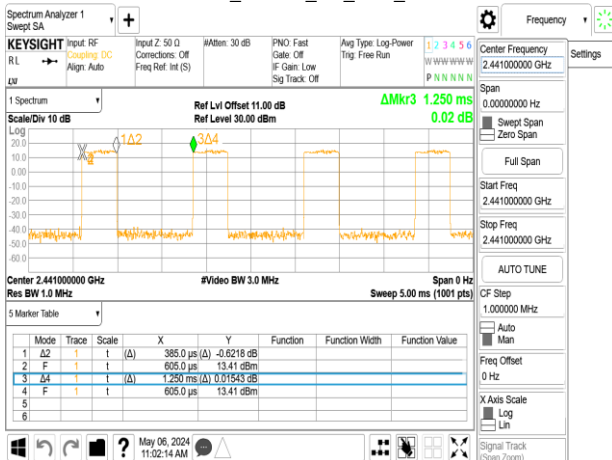 Spectrum Analyzer 1
Swept SA
+
Frequency
Settings
KEYSIGHT
RL
LXI
Input: RF
Coupling: DC
Align: Auto
Input Z: 50 Ω
Corrections: Off
Freq Ref: Int (S)
#Atten: 30 dB
PNO: Fast
Gate: Off
IF Gain: Low
Sig Track: Off
Avg Type: Log-Power
Trig: Free Run
1 2 3 4 5 6
W W W W W W
P N N N N N
1 Spectrum
Scale/Div 10 dB
Ref Lvl Offset 11.00 dB
Ref Level 30.00 dBm
ΔMkr3 1.250 ms
0.02 dB
Log
20.0
10.0
0.00
-10.0
-20.0
-30.0
-40.0
-50.0
-60.0
1Δ2
3Δ4
Center 2.441000000 GHz
Res BW 1.0 MHz
#Video BW 3.0 MHz
Span 0 Hz
Sweep 5.00 ms (1001 pts)
5 Marker Table
Mode Trace Scale X Y Function Function Width Function Value
1 Δ2 1 t (Δ) 385.0 µs (Δ) -0.6218 dB
2 F 1 t 605.0 µs 13.41 dBm
3 Δ4 1 t (Δ) 1.250 ms (Δ) 0.01543 dB
4 F 1 t 605.0 µs 13.41 dBm
5
6
May 06, 2024
11:02:14 AM
Center Frequency
2.441000000 GHz
Span
0.00000000 Hz
Swept Span
Zero Span
Full Span
Start Freq
2.441000000 GHz
Stop Freq
2.441000000 GHz
AUTO TUNE
CF Step
1.000000 MHz
Auto
Man
Freq Offset
0 Hz
X Axis Scale
Log
Lin
Signal Track
(Span Zoom)